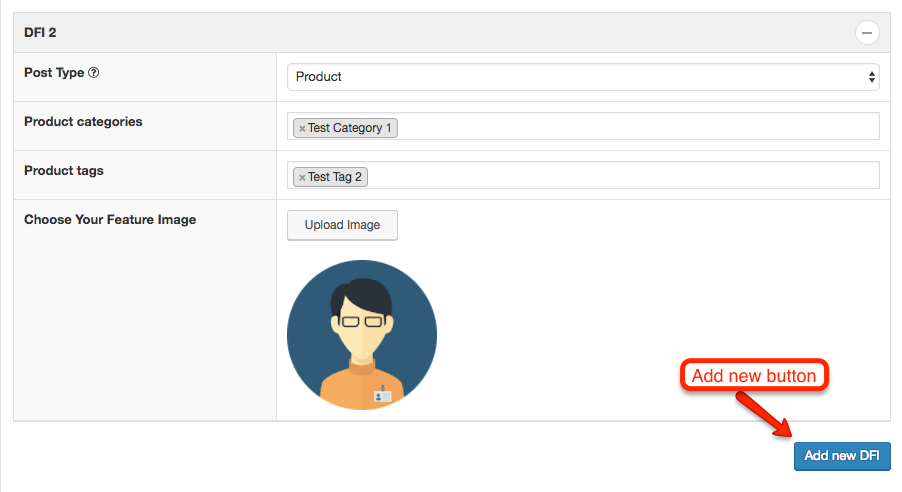 DFI 2
Post Type
Product
Product categories
× Test Category 1
Product tags
× Test Tag 2
Choose Your Feature Image
Upload Image
Add new button
Add new DFI